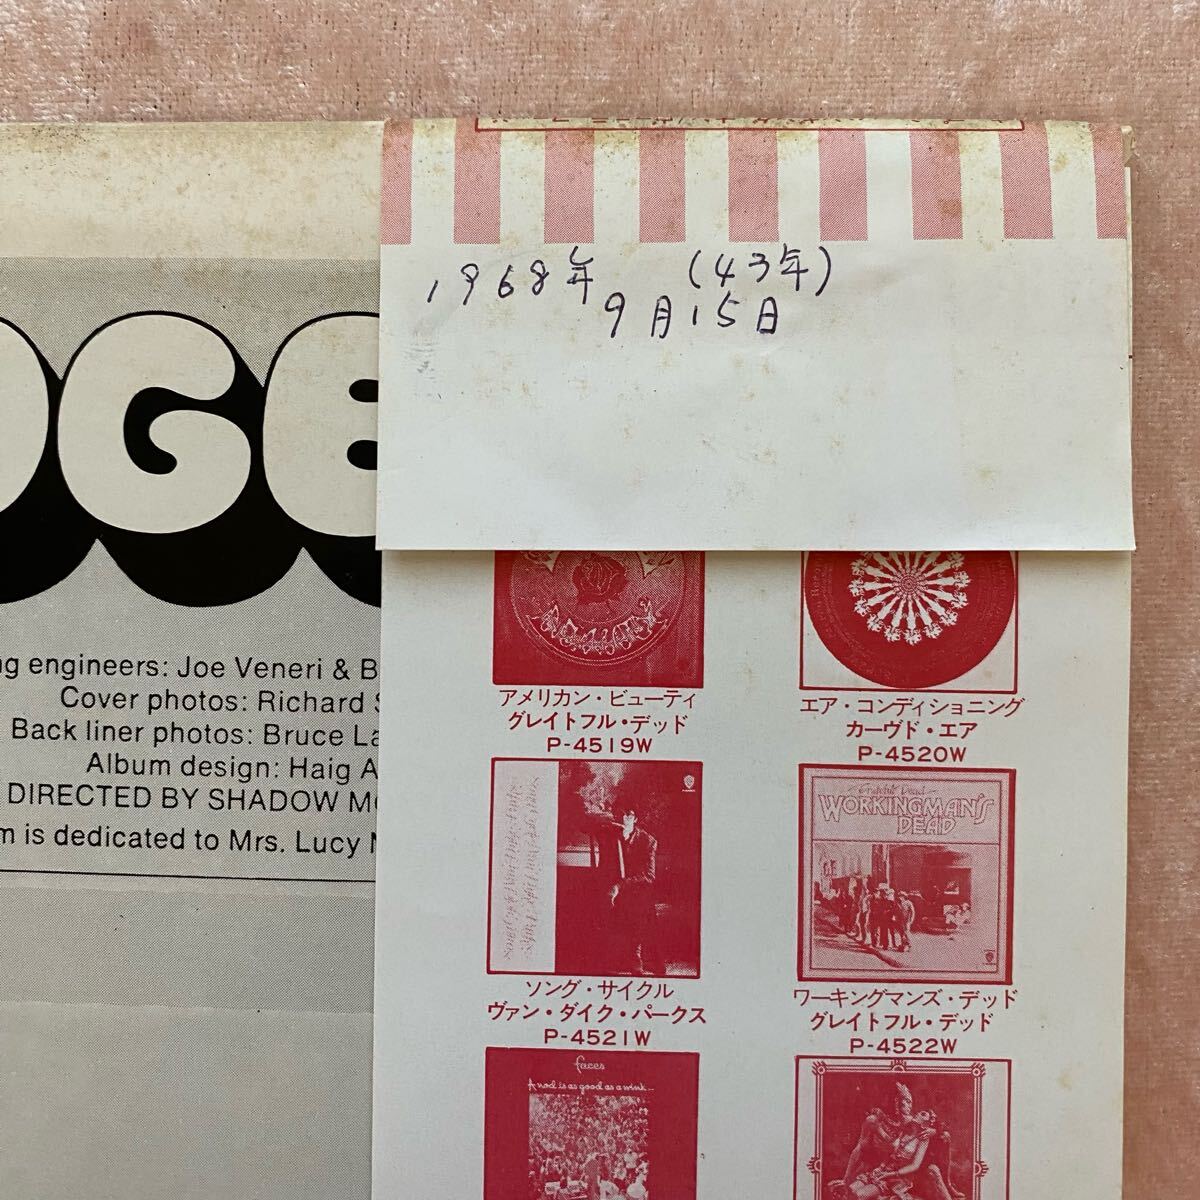 1968年 (43年)
9月15日
OGE
ng engineers: Joe Veneri & B
Cover photos: Richard S
Back liner photos: Bruce La
Album design: Haig A
DIRECTED BY SHADOW MO
m is dedicated to Mrs. Lucy
アメリカン・ビューティ
グレイトフル・デッド
P-4519W
エア・コンディショニング
カーヴド・エア
P-4520W
Grateful Dead
WORKINGMAN'S
DEAD
ソング・サイクル
ヴァン・ダイク・パークス
P-4521W
ワーキングマンズ・デッド
グレイトフル・デッド
P-4522W
faces
A nod is as good as a wink...